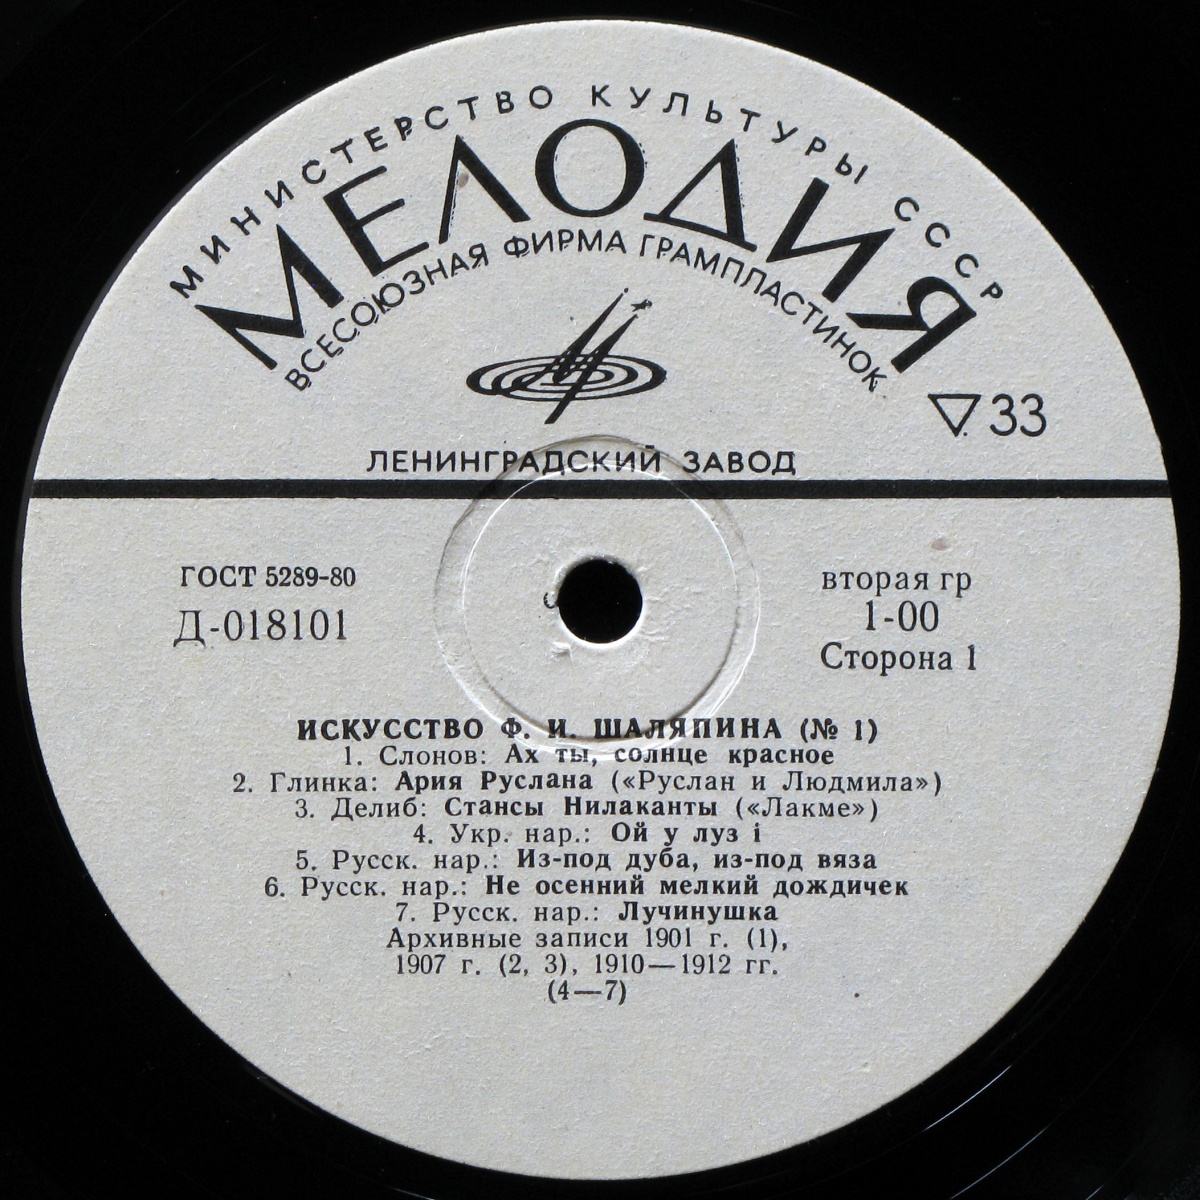 МИНИСТЕРСТВО КУЛЬТУРЫ СССР
МЕЛОДИЯ
ВСЕСОЮЗНАЯ ФИРМА ГРАМПЛАСТИНОК
▽33
ЛЕНИНГРАДСКИЙ ЗАВОД
ГОСТ 5289-80
Д-018101
вторая гр
1-00
Сторона 1
ИСКУССТВО Ф. И. ШАЛЯПИНА (№ 1)
1. Слонов: Ах ты, солнце красное
2. Глинка: Ария Руслана («Руслан и Людмила»)
3. Делиб: Стансы Нилаканты («Лакме»)
4. Укр. нар.: Ой у луз і
5. Русск. нар.: Из-под дуба, из-под вяза
6. Русск. нар.: Не осенний мелкий дождичек
7. Русск. нар.: Лучинушка
Архивные записи 1901 г. (1),
1907 г. (2, 3), 1910—1912 гг.
(4—7)